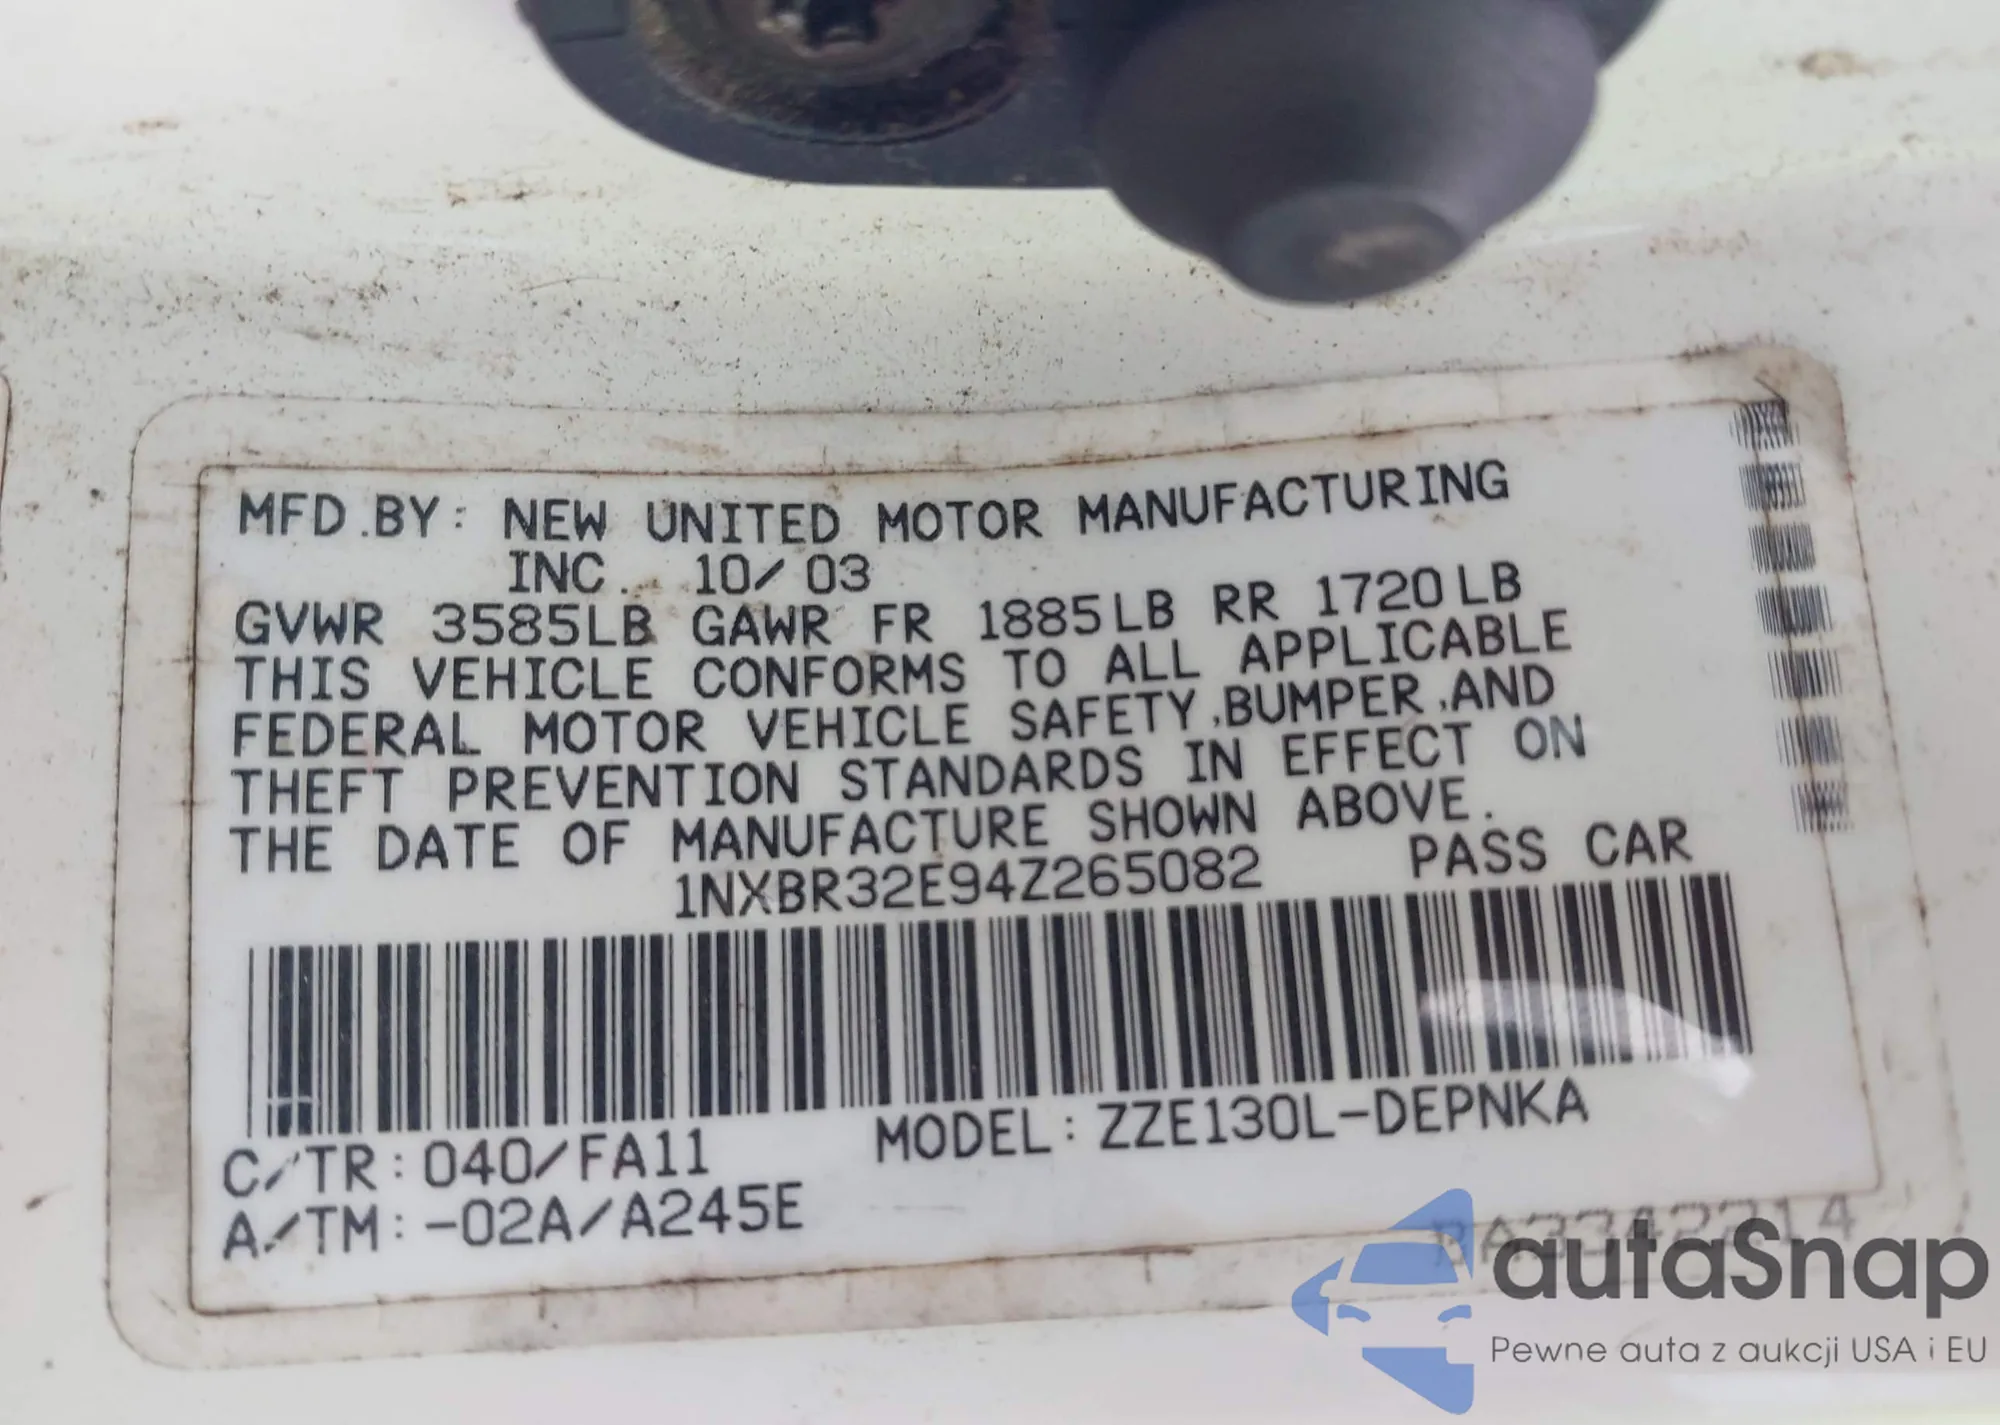 MFD.BY: NEW UNITED MOTOR MANUFACTURING
INC. 10/03
GVWR 3585LB GAWR FR 1885LB RR 1720LB
THIS VEHICLE CONFORMS TO ALL APPLICABLE
FEDERAL MOTOR VEHICLE SAFETY,BUMPER,AND
THEFT PREVENTION STANDARDS IN EFFECT ON
THE DATE OF MANUFACTURE SHOWN ABOVE.
1NXBR32E94Z265082 PASS CAR
C/TR: 040/FA11 MODEL: ZZE130L-DEPNKA
A/TM: -02A/A245E
BA3342214
autoSnap
Pewne auta z aukcji USA i EU